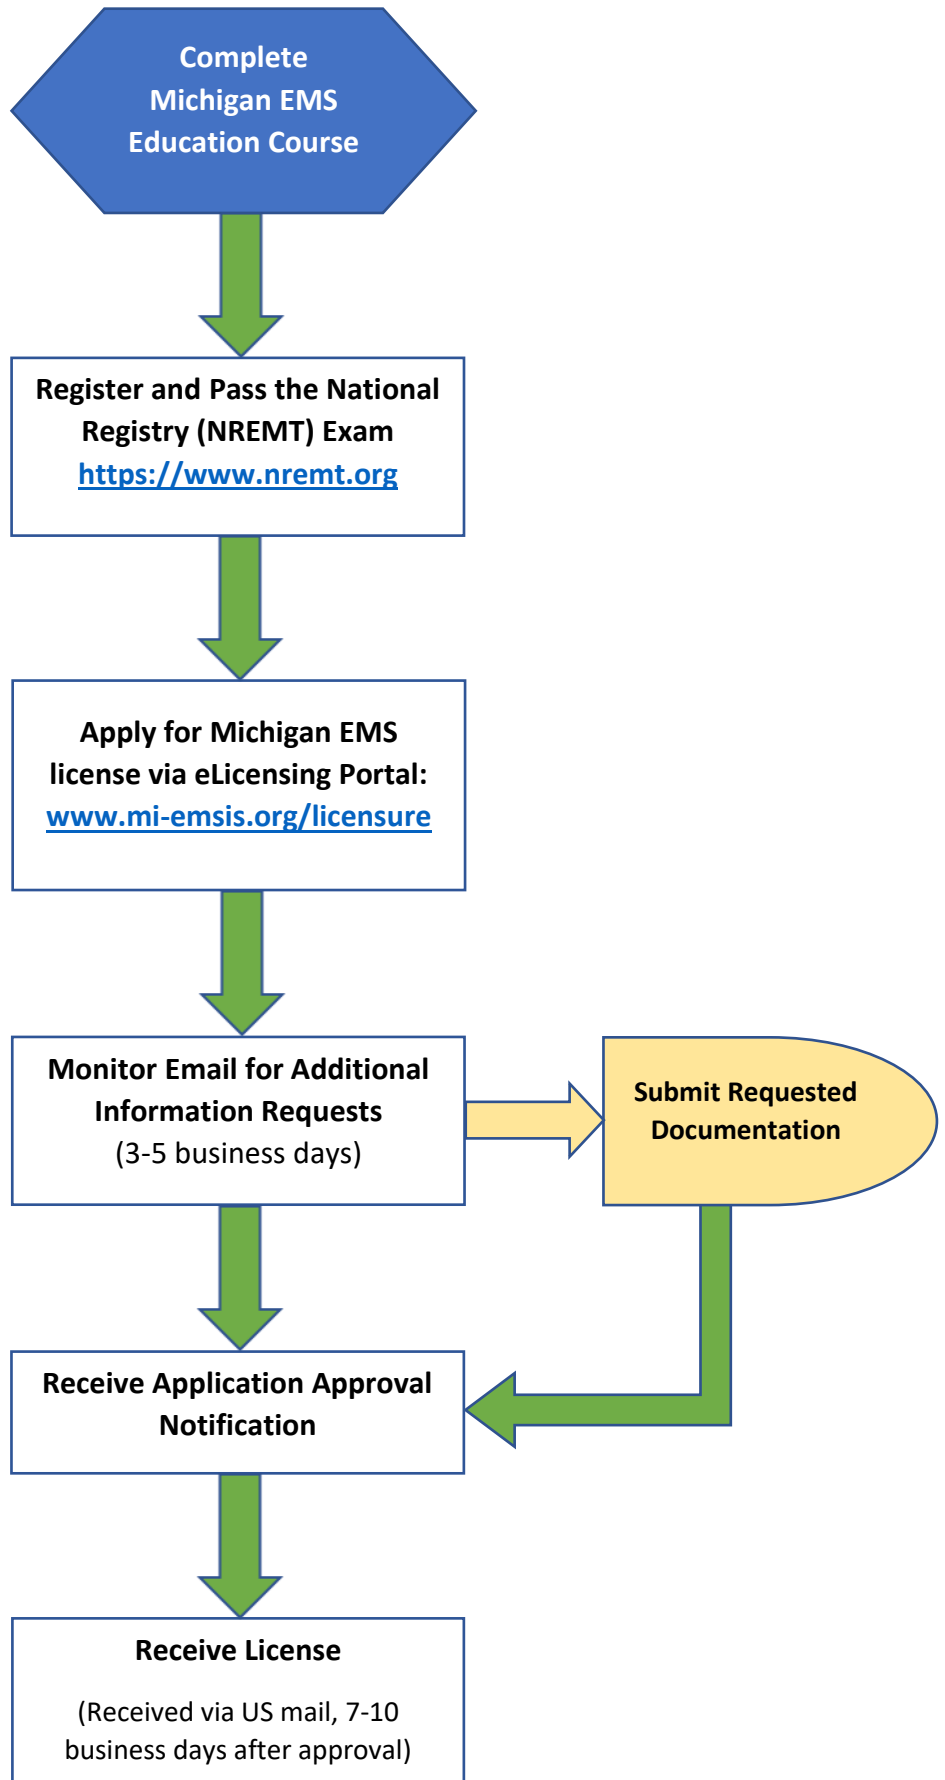 Complete
Michigan EMS
Education Course
Register and Pass the National
Registry (NREMT) Exam
https://www.nremt.org
Apply for Michigan EMS
license via eLicensing Portal:
www.mi-emsis.org/licensure
Monitor Email for Additional
Information Requests
(3-5 business days)
Submit Requested
Documentation
Receive Application Approval
Notification
Receive License
(Received via US mail, 7-10
business days after approval)